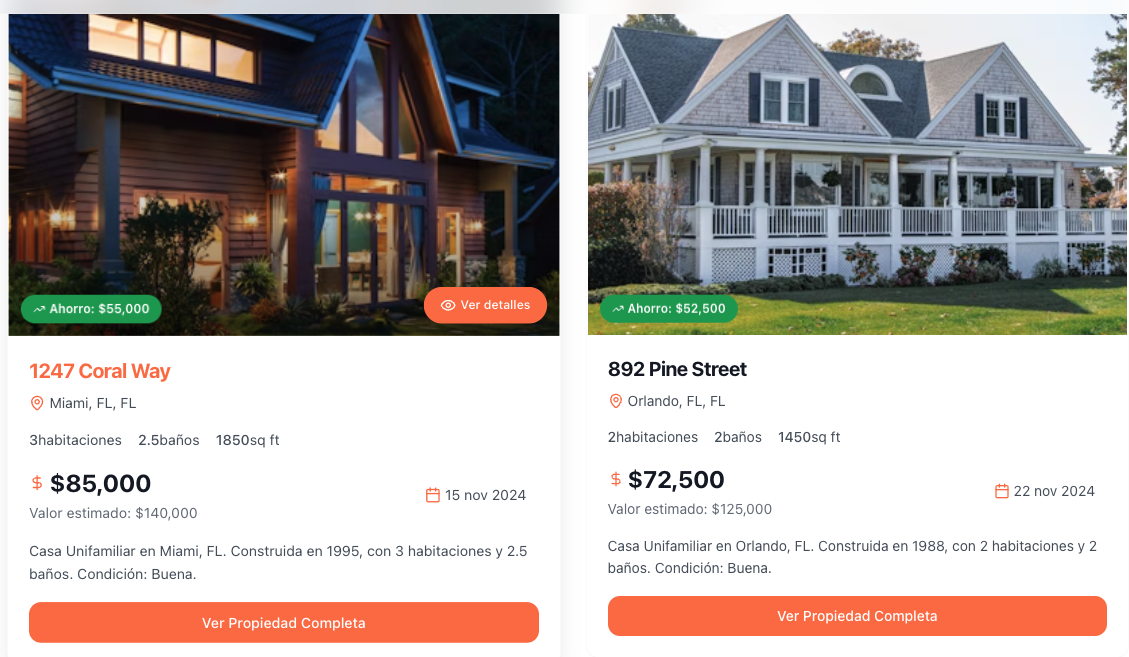 Ahorro: $55,000
Ver detalles
1247 Coral Way
Miami, FL, FL
3habitaciones 2.5baños 1850sq ft
$ $85,000
15 nov 2024
Valor estimado: $140,000
Casa Unifamiliar en Miami, FL. Construida en 1995, con 3 habitaciones y 2.5
baños. Condición: Buena.
Ver Propiedad Completa
Ahorro: $52,500
892 Pine Street
Orlando, FL, FL
2habitaciones 2baños 1450sq ft
$ $72,500
22 nov 2024
Valor estimado: $125,000
Casa Unifamiliar en Orlando, FL. Construida en 1988, con 2 habitaciones y 2
baños. Condición: Buena.
Ver Propiedad Completa